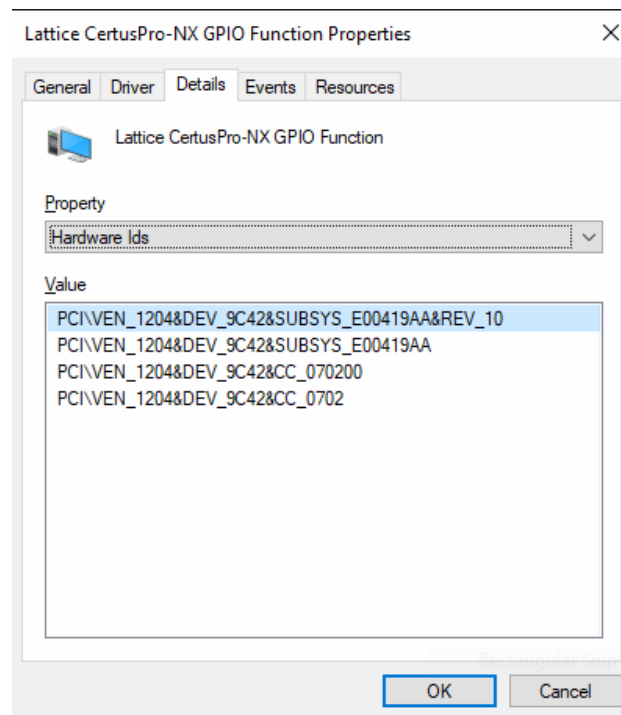 Lattice CertusPro-NX GPIO Function Properties
General Driver Details Events Resources
Lattice CertusPro-NX GPIO Function
Property
Hardware Ids
Value
PCI\VEN_1204&DEV_9C42&SUBSYS_E00419AA&REV_10
PCI\VEN_1204&DEV_9C42&SUBSYS_E00419AA
PCI\VEN_1204&DEV_9C42&CC_070200
PCI\VEN_1204&DEV_9C42&CC_0702
Rectangular Snip
OK Cancel